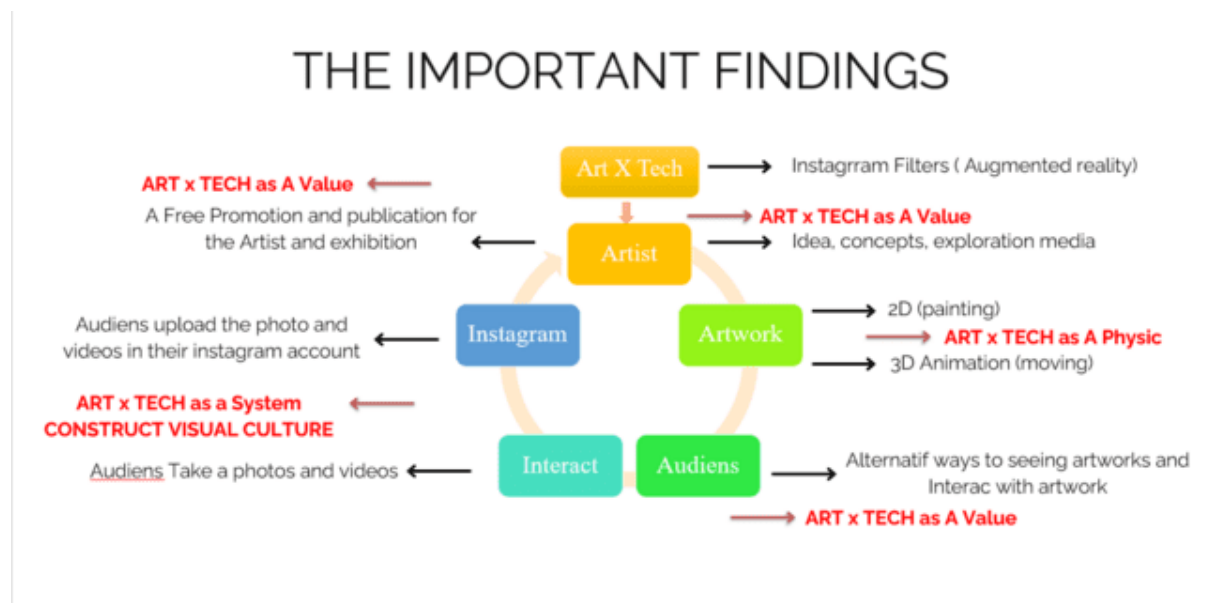 THE IMPORTANT FINDINGS
Art X Tech
Instagrram Filters ( Augmented reality)
ART x TECH as A Value
A Free Promotion and publication for
the Artist and exhibition
Artist
ART x TECH as A Value
Idea, concepts, exploration media
Audiens upload the photo and
videos in their instagram account
Instagram
Artwork
2D (painting)
ART x TECH as A Physic
3D Animation (moving)
ART x TECH as a System
CONSTRUCT VISUAL CULTURE
Audiens Take a photos and videos
Interact
Audiens
Alternatif ways to seeing artworks and
Interac with artwork
ART x TECH as A Value